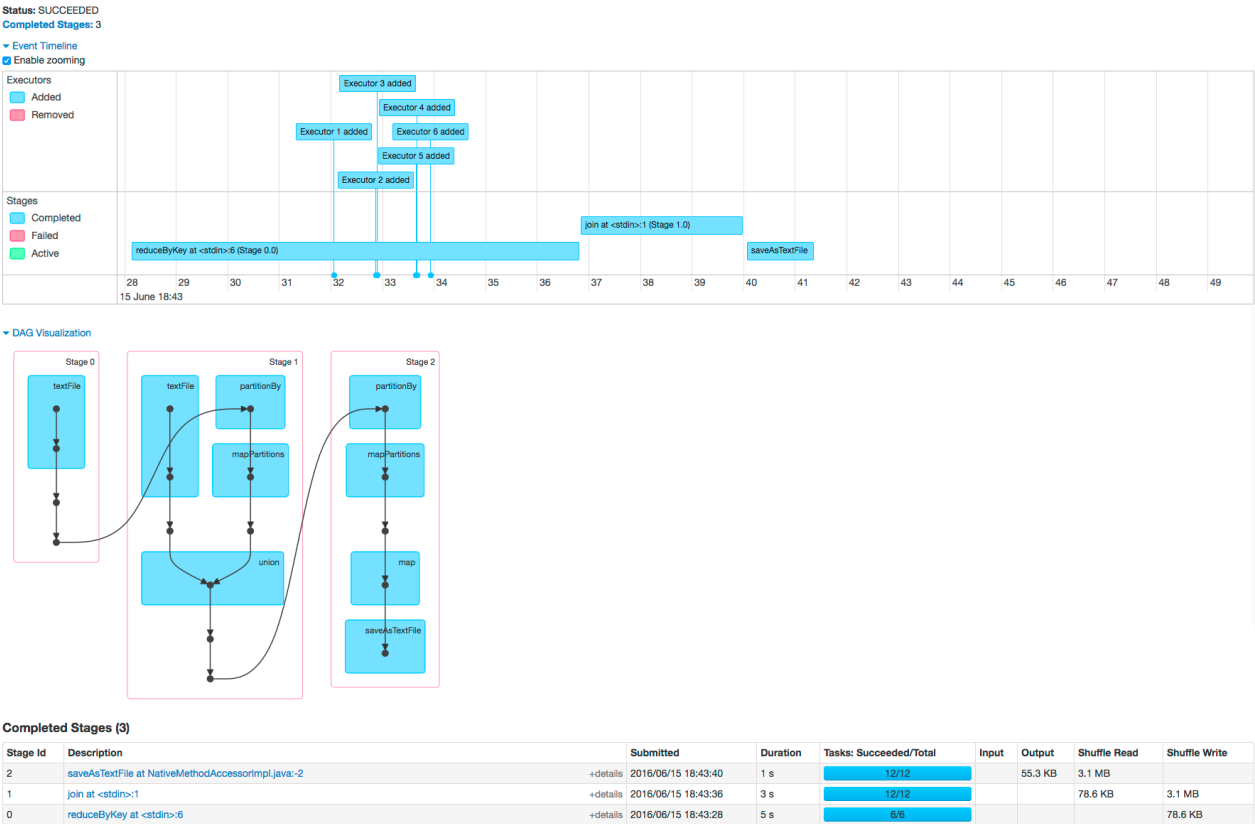 Status: SUCCEEDED
Completed Stages: 3
Event Timeline
Enable zooming
Executors
Added
Removed
Executor 3 added
Executor 4 added
Executor 1 added
Executor 6 added
Executor 5 added
Executor 2 added
Stages
Completed
Failed
Active
join at <stdin>:1 (Stage 1.0)
reduceByKey at <stdin>:6 (Stage 0.0)
saveAsTextFile
28 29 30 31 32 33 34 35 36 37 38 39 40 41 42 43 44 45 46 47 48 49
15 June 18:43
DAG Visualization
Stage 0 Stage 1 Stage 2
textFile textFile partitionBy partitionBy
mapPartitions mapPartitions
union map
saveAsTextFile
Completed Stages (3)
Stage Id Description Submitted Duration Tasks: Succeeded/Total Input Output Shuffle Read Shuffle Write
2 saveAsTextFile at NativeMethodAccessorImpl.java:-2 +details 2016/06/15 18:43:40 1 s 12/12 55.3 KB 3.1 MB
1 join at <stdin>:1 +details 2016/06/15 18:43:36 3 s 12/12 78.6 KB 3.1 MB
0 reduceByKey at <stdin>:6 +details 2016/06/15 18:43:28 5 s 6/6 78.6 KB